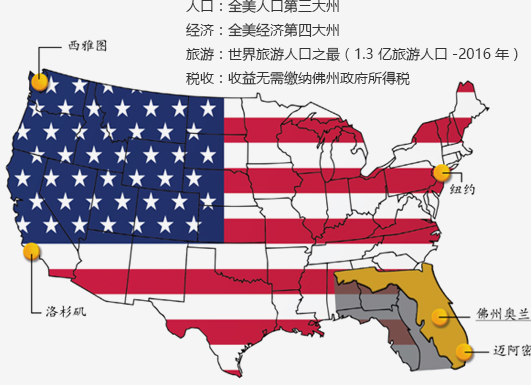 人口：全美人口第三大州
经济：全美经济第四大州
旅游：世界旅游人口之最（1.3 亿旅游人口 -2016 年）
税收：收益无需缴纳佛州政府所得税
西雅图
纽约
洛杉矶
佛州奥兰
迈阿密